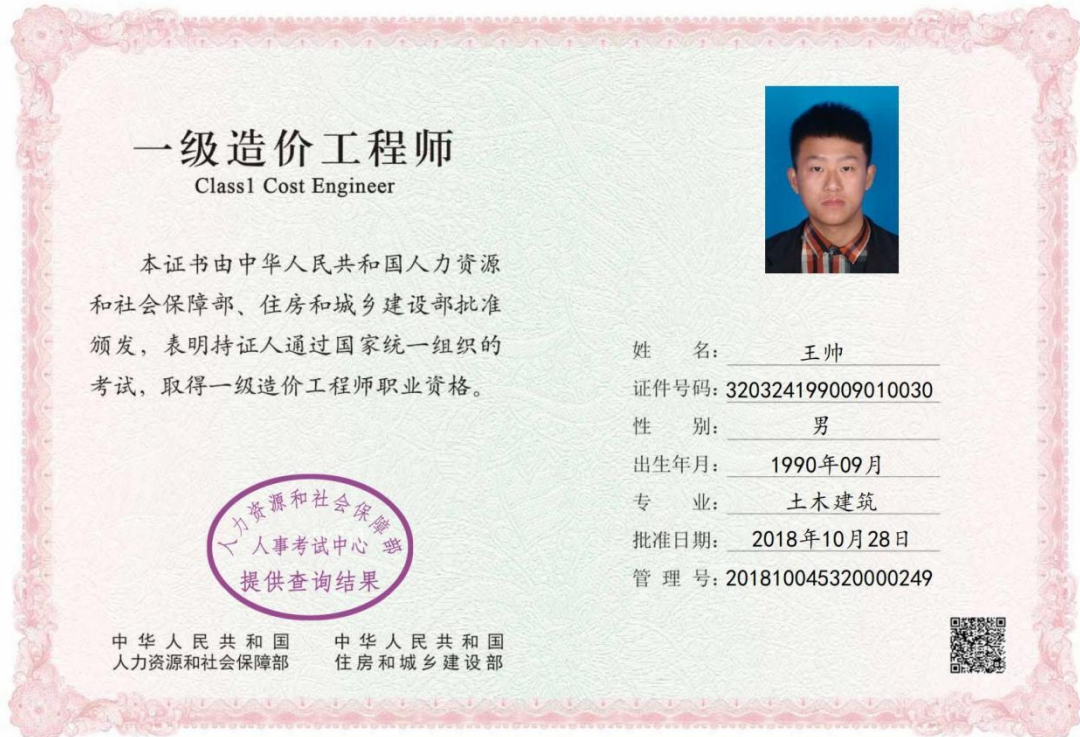 一级造价工程师
Class1 Cost Engineer
本证书由中华人民共和国人力资源
和社会保障部、住房和城乡建设部批准
颁发，表明持证人通过国家统一组织的
考试，取得一级造价工程师职业资格。
人力资源和社会保障部
人事考试中心
提供查询结果
中华人民共和国
人力资源和社会保障部
中华人民共和国
住房和城乡建设部
姓 名： 王帅
证件号码：320324199009010030
性 别： 男
出生年月： 1990年09月
专 业： 土木建筑
批准日期： 2018年10月28日
管 理 号：201810045320000249